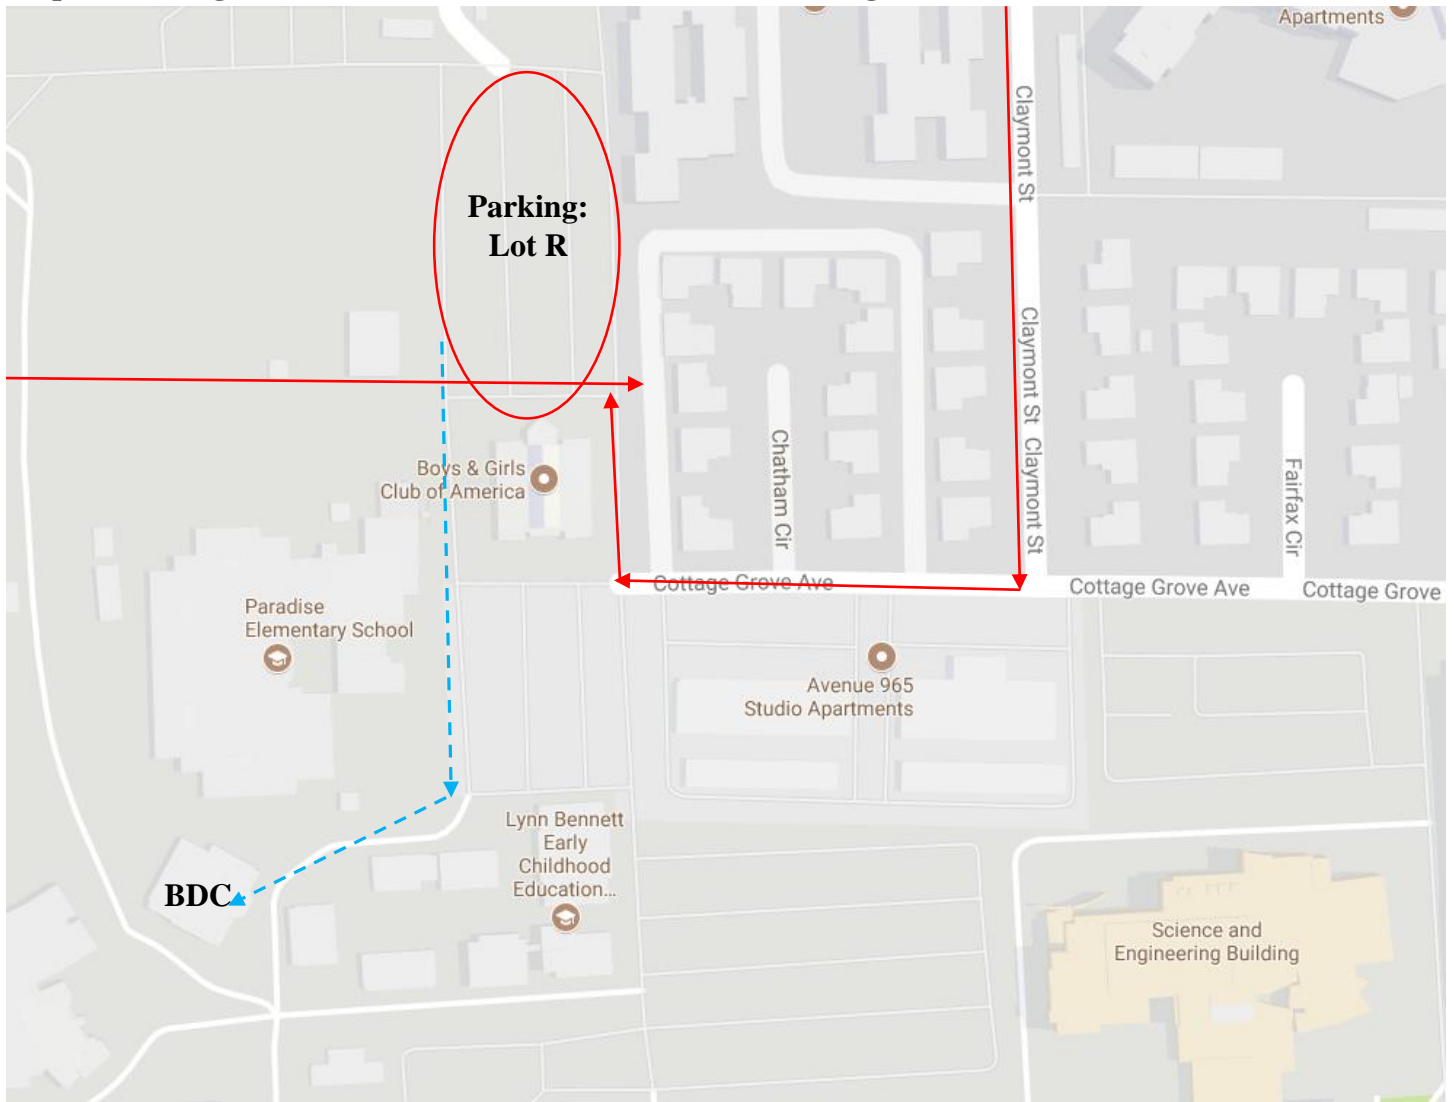 Apartments
Claymont St
Parking:
Lot R
Claymont St
Claymont St
Boys & Girls
Club of America
Chatham Cir
Fairfax Cir
Cottage Grove Ave
Cottage Grove Ave
Cottage Grove
Paradise
Elementary School
Avenue 965
Studio Apartments
Lynn Bennett
Early
Childhood
Education...
BDC
Science and
Engineering Building